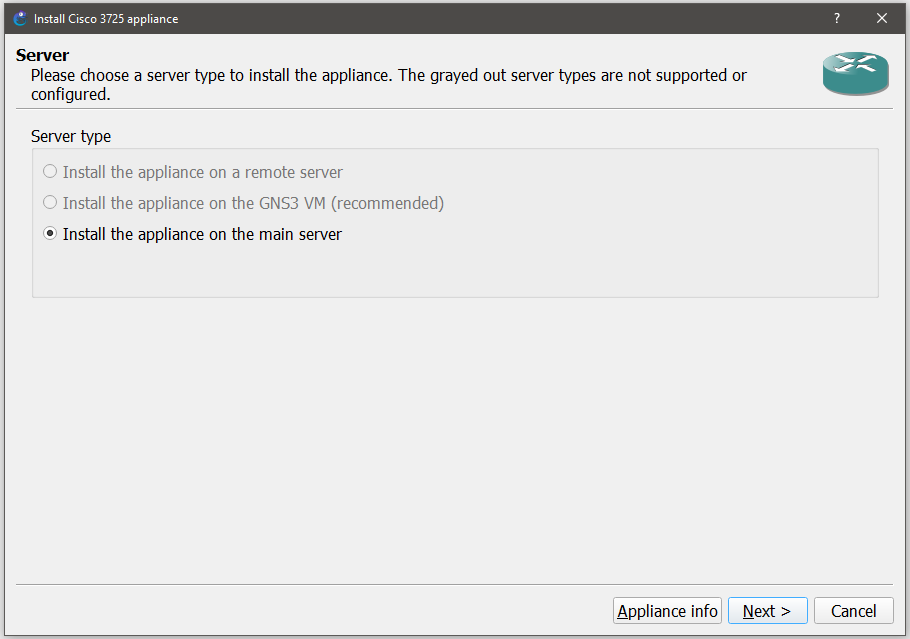 Install Cisco 3725 appliance
?
Server
Please choose a server type to install the appliance. The grayed out server types are not supported or
configured.
Server type
Install the appliance on a remote server
Install the appliance on the GNS3 VM (recommended)
Install the appliance on the main server
Appliance info
Next >
Cancel